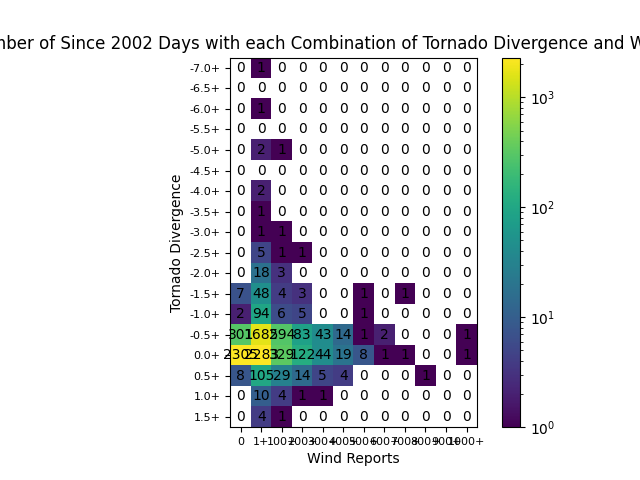 mber of Since 2002 Days with each Combination of Tornado Divergence and W
-7.0+ 0 1 0 0 0 0 0 0 0 0 0 0
-6.5+ 0 0 0 0 0 0 0 0 0 0 0 0
-6.0+ 0 1 0 0 0 0 0 0 0 0 0 0
-5.5+ 0 0 0 0 0 0 0 0 0 0 0 0
-5.0+ 0 2 1 0 0 0 0 0 0 0 0 0
-4.5+ 0 0 0 0 0 0 0 0 0 0 0 0
-4.0+ 0 2 0 0 0 0 0 0 0 0 0 0
-3.5+ 0 1 0 0 0 0 0 0 0 0 0 0
-3.0+ 0 1 1 0 0 0 0 0 0 0 0 0
-2.5+ 0 5 1 1 0 0 0 0 0 0 0 0
-2.0+ 0 18 3 0 0 0 0 0 0 0 0 0
-1.5+ 7 48 4 3 0 0 1 0 1 0 0 0
-1.0+ 2 94 6 5 0 0 1 0 0 0 0 0
-0.5+ 301 294 83 43 14 1 2 0 0 0 1
0.0+ 329 122 44 19 8 1 1 0 0 1
0.5+ 8 105 29 14 5 4 0 0 0 1 0 0
1.0+ 0 10 4 1 1 0 0 0 0 0 0 0
1.5+ 0 4 1 0 0 0 0 0 0 0 0 0
0 1+ 100+ 200+ 300+ 400+ 500+ 600+ 700+ 800+ 900+ 1000+
Wind Reports
Tornado Divergence
10³
10²
10¹
10⁰